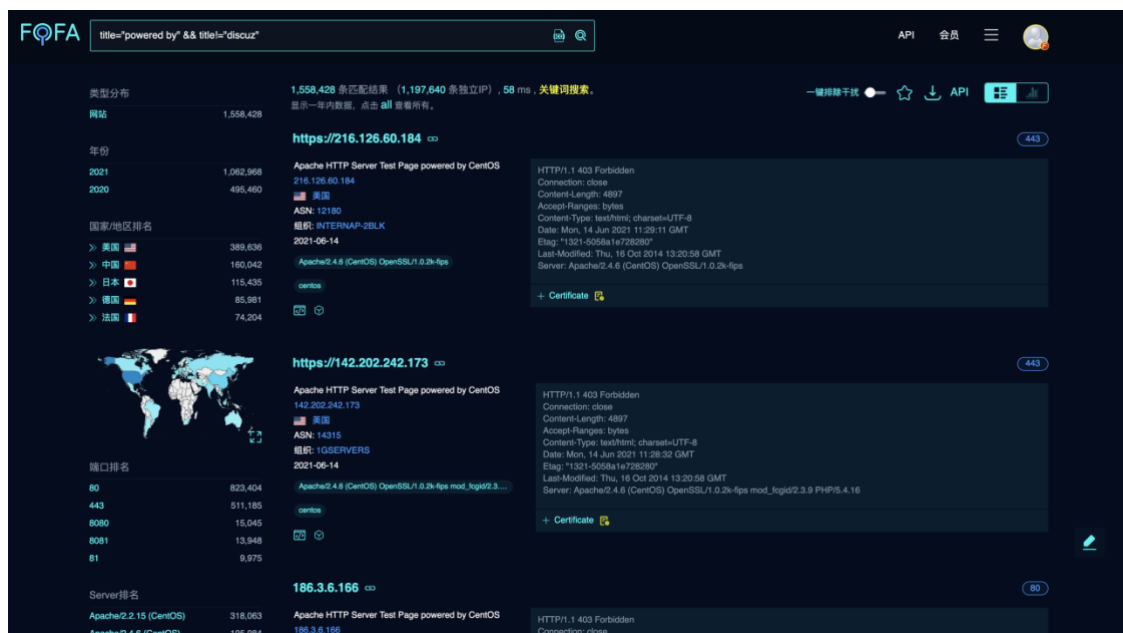 FOFA
title="powered by" && title!="discuz"
API 会员
类型分布
网站 1,558,428
年份
2021 1,062,968
2020 495,460
国家/地区排名
美国 389,636
中国 160,042
日本 115,435
德国 85,981
法国 74,204
端口排名
80 823,404
443 511,185
8080 15,045
8081 13,948
81 9,975
Server排名
Apache/2.2.15 (CentOS) 318,063
1,558,428 条匹配结果 (1,197,640 条独立IP) , 58 ms , 关键词搜索。
显示一年内数据, 点击 all 查看所有。
一键排除干扰 API
https://216.126.60.184
443
Apache HTTP Server Test Page powered by CentOS
216.126.60.184
美国
ASN: 12180
组织: INTERNAP-2BLK
2021-06-14
Apache/2.4.6 (CentOS) OpenSSL/1.0.2k-fips
centos
HTTP/1.1 403 Forbidden
Connection: close
Content-Length: 4897
Accept-Ranges: bytes
Content-Type: text/html; charset=UTF-8
Date: Mon, 14 Jun 2021 11:29:11 GMT
Etag: "1321-5058a1e728280"
Last-Modified: Thu, 16 Oct 2014 13:20:58 GMT
Server: Apache/2.4.6 (CentOS) OpenSSL/1.0.2k-fips
+ Certificate
https://142.202.242.173
443
Apache HTTP Server Test Page powered by CentOS
142.202.242.173
美国
ASN: 14315
组织: 1GSERVERS
2021-06-14
Apache/2.4.6 (CentOS) OpenSSL/1.0.2k-fips mod_fcgid/2.3....
centos
HTTP/1.1 403 Forbidden
Connection: close
Content-Length: 4897
Accept-Ranges: bytes
Content-Type: text/html; charset=UTF-8
Date: Mon, 14 Jun 2021 11:28:32 GMT
Etag: "1321-5058a1e728280"
Last-Modified: Thu, 16 Oct 2014 13:20:58 GMT
Server: Apache/2.4.6 (CentOS) OpenSSL/1.0.2k-fips mod_fcgid/2.3.9 PHP/5.4.16
+ Certificate
186.3.6.166
80
Apache HTTP Server Test Page powered by CentOS
186.3.6.166
HTTP/1.1 403 Forbidden
Connection: close